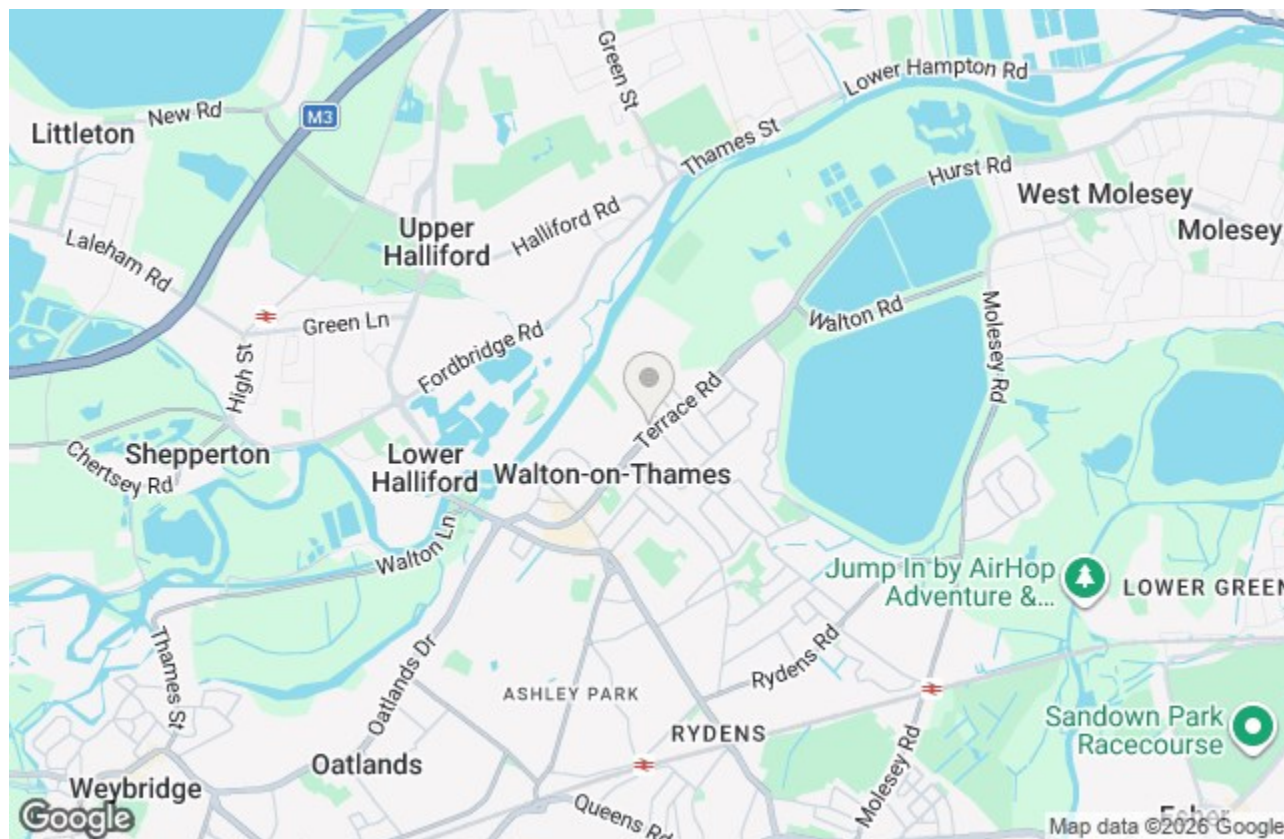 Green St
Lower Hampton Rd
New Rd
M3
Littleton
Thames St
Hurst Rd
West Molesey
Upper
Halliford
Halliford Rd
Molesey
Laleham Rd
Green Ln
Walton Rd
Molesey Rd
Fordbridge Rd
High St
Terrace Rd
Shepperton
Lower
Halliford
Walton-on-Thames
Chertsey Rd
Walton Ln
Jump In by AirHop
Adventure &...
LOWER GREEN
Thames St
Oatlands Dr
Rydens Rd
ASHLEY PARK
RYDENS
Sandown Park
Racecourse
Oatlands
Molesey Rd
Weybridge
Queens Rd
Esher
Google
Map data ©2026 Google